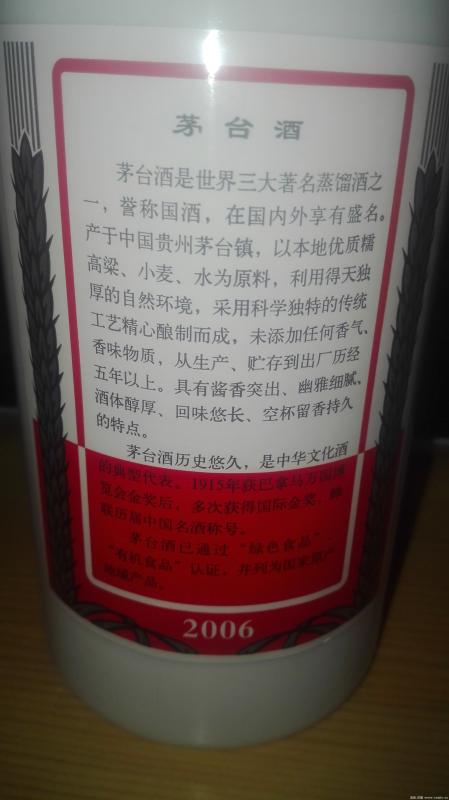 茅台酒
茅台酒是世界三大著名蒸馏酒之
一，誉称国酒，在国内外享有盛名。
产于中国贵州茅台镇，以本地优质糯
高粱、小麦、水为原料，利用得天独
厚的自然环境，采用科学独特的传统
工艺精心酿制而成，未添加任何香气、
香味物质，从生产、贮存到出厂历经
五年以上。具有酱香突出、幽雅细腻、
酒体醇厚、回味悠长、空杯留香持久
的特点。
茅台酒历史悠久，是中华文化酒
的典型代表。1915年获巴拿马万国博
览会金奖后，多次获得国际金奖，蝉
联历届中国名酒称号。
茅台酒已通过“绿色食品”、
“有机食品”认证，并列为国家原产
地域产品。
2006